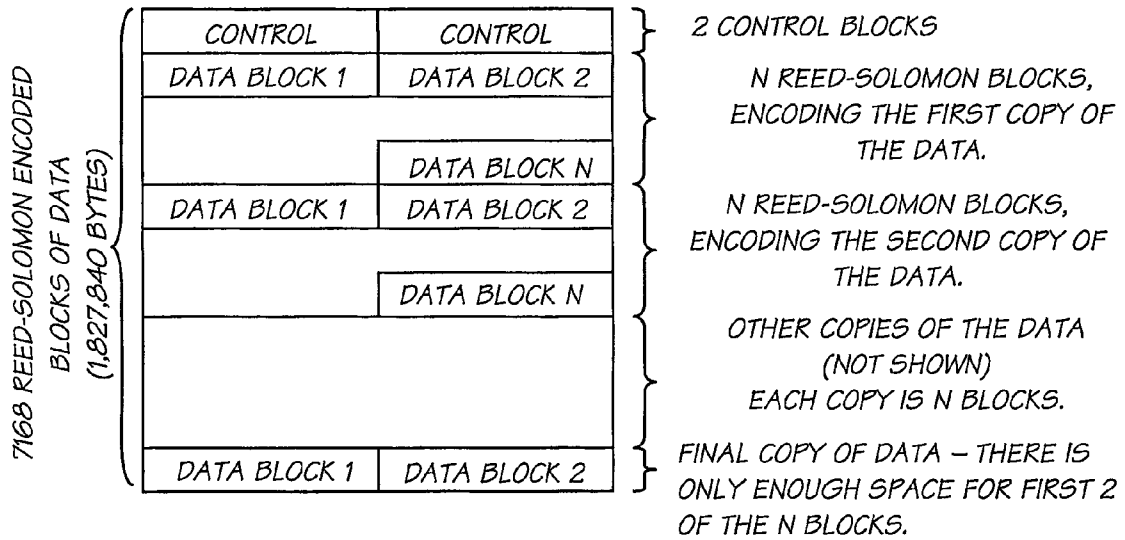 7168 REED-SOLOMON ENCODED
BLOCKS OF DATA
(1,827,840 BYTES)
CONTROL CONTROL
2 CONTROL BLOCKS
DATA BLOCK 1 DATA BLOCK 2
DATA BLOCK N
N REED-SOLOMON BLOCKS,
ENCODING THE FIRST COPY OF
THE DATA.
DATA BLOCK 1 DATA BLOCK 2
DATA BLOCK N
N REED-SOLOMON BLOCKS,
ENCODING THE SECOND COPY OF
THE DATA.
OTHER COPIES OF THE DATA
(NOT SHOWN)
EACH COPY IS N BLOCKS.
DATA BLOCK 1 DATA BLOCK 2
FINAL COPY OF DATA – THERE IS
ONLY ENOUGH SPACE FOR FIRST 2
OF THE N BLOCKS.